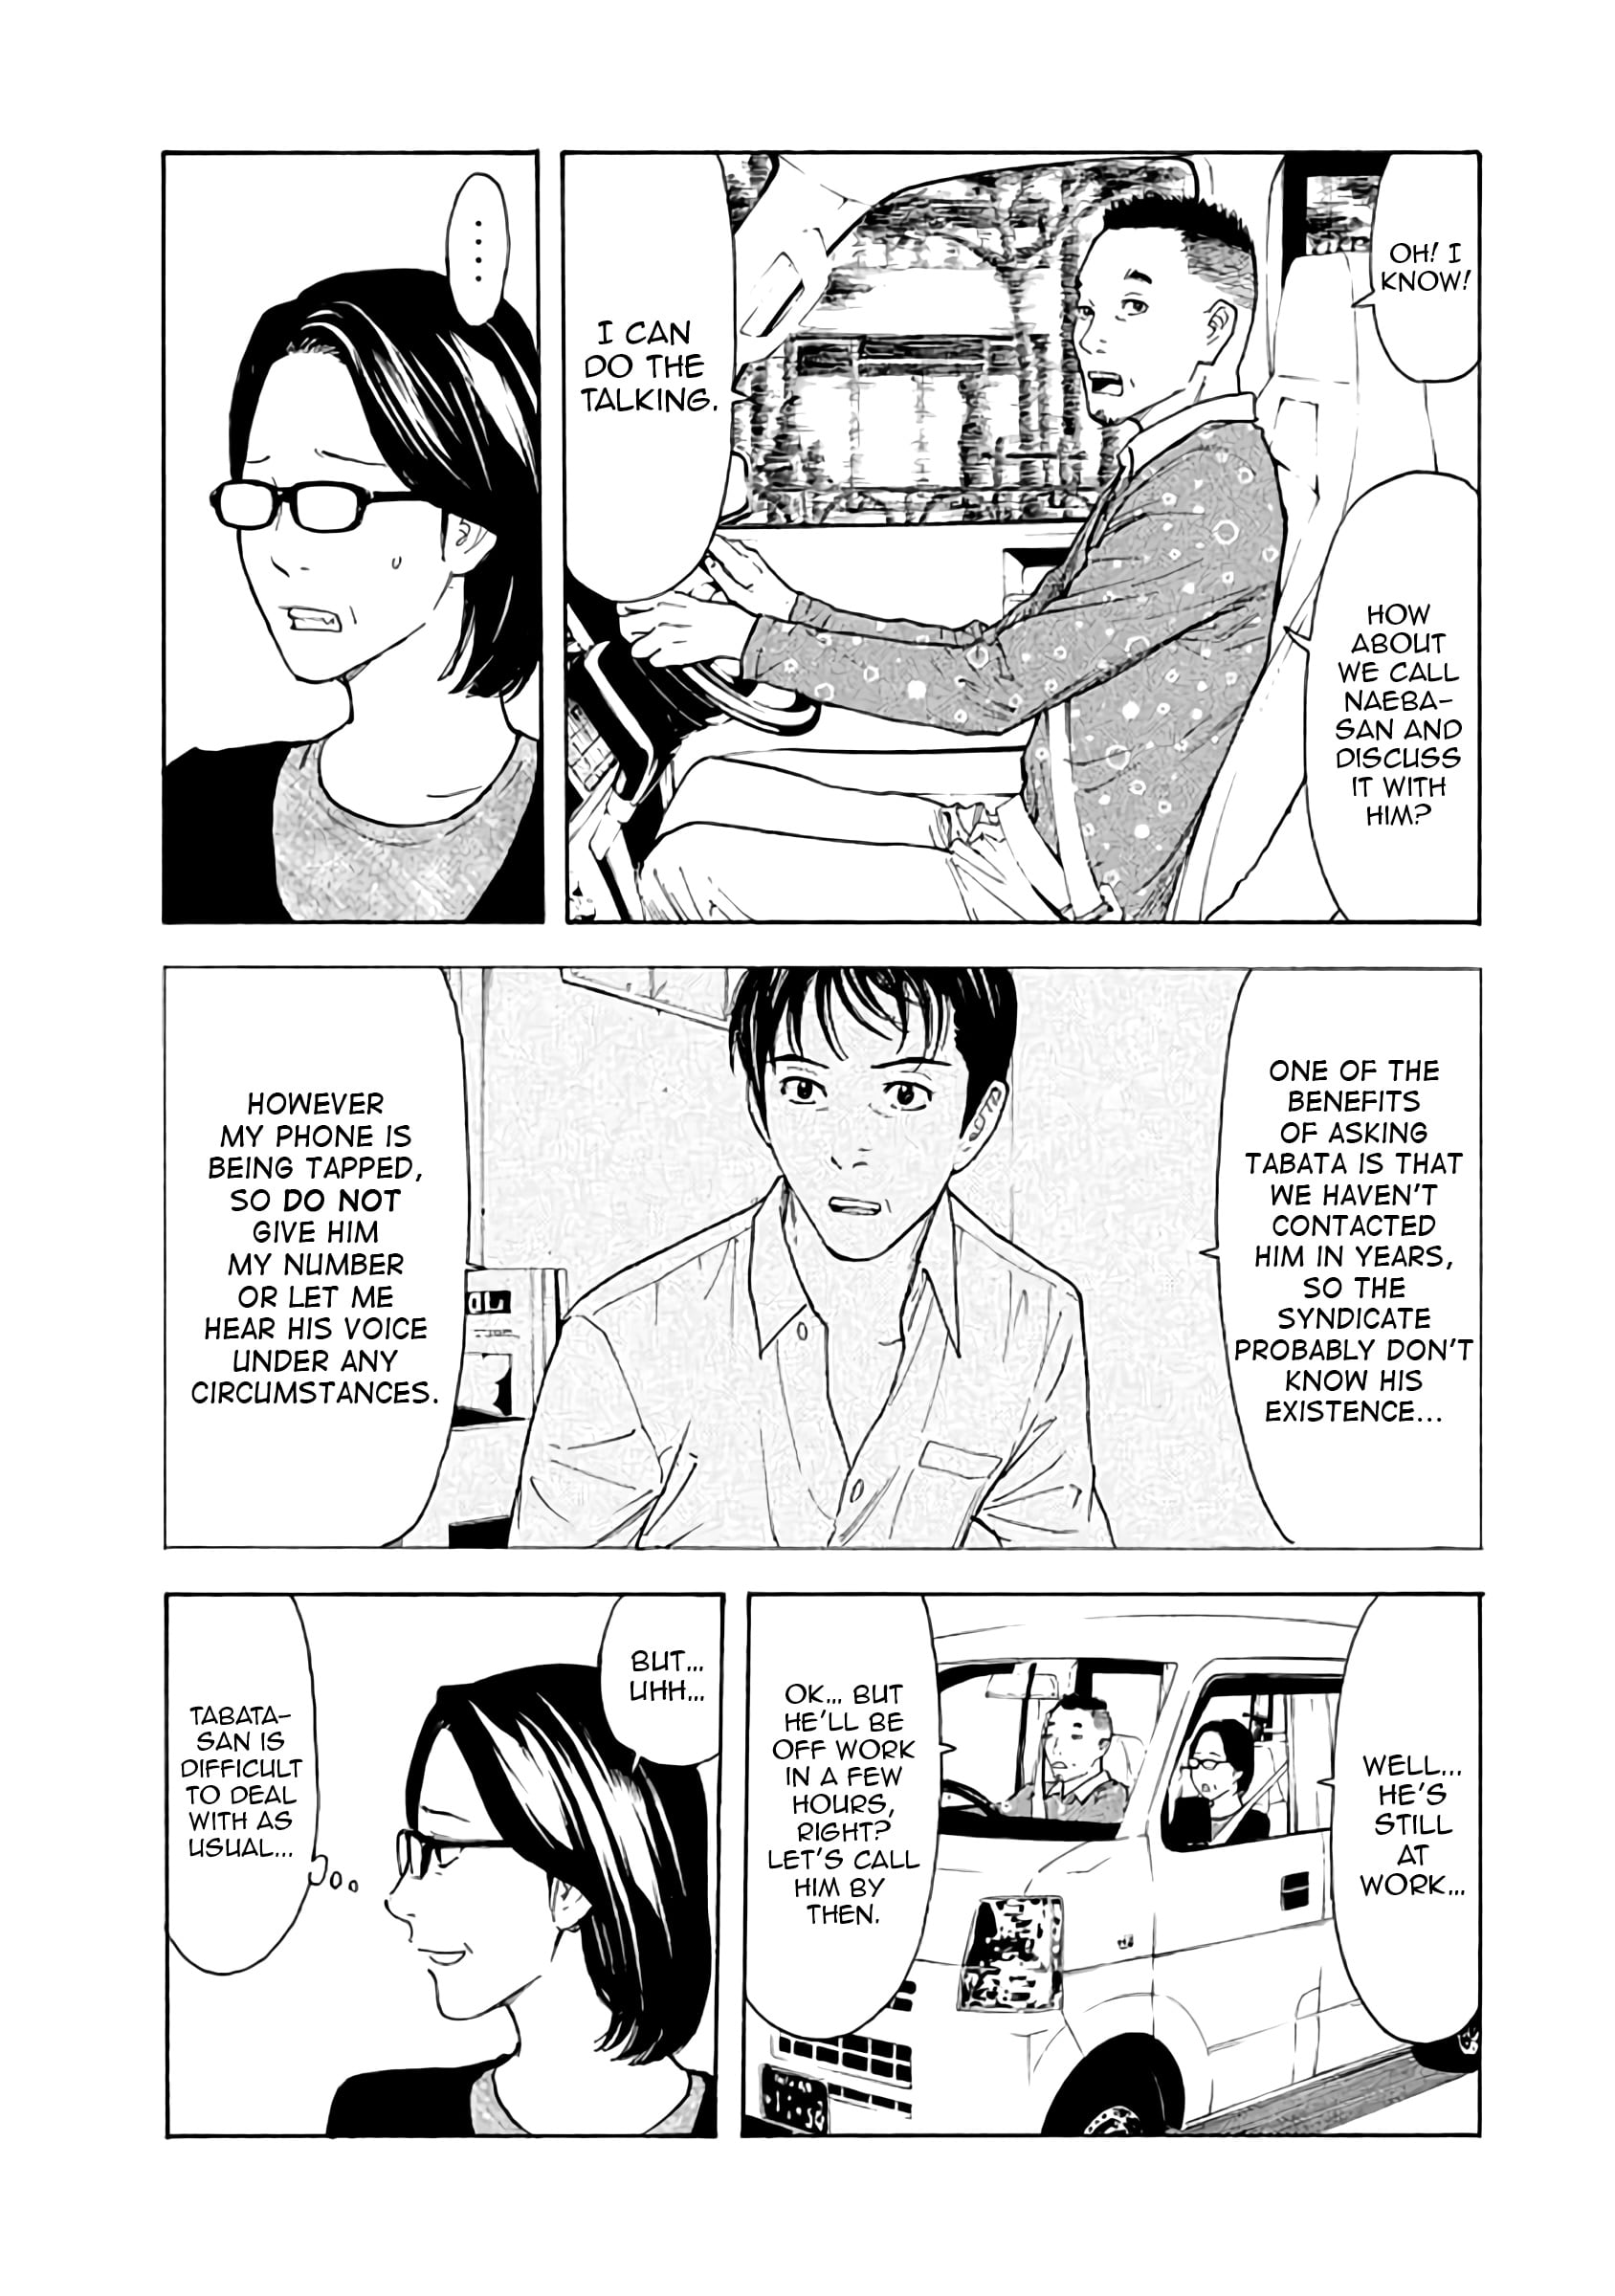 OH! I
KNOW!
HOW
ABOUT
WE CALL
NAEBA-
SAN AND
DISCUSS
IT WITH
HIM?
I CAN
DO THE
TALKING.
....
ONE OF THE
BENEFITS
OF ASKING
TABATA IS THAT
WE HAVEN'T
CONTACTED
HIM IN YEARS,
SO THE
SYNDICATE
PROBABLY DON'T
KNOW HIS
EXISTENCE...
HOWEVER
MY PHONE IS
BEING TAPPED,
SO DO NOT
GIVE HIM
MY NUMBER
OR LET ME
HEAR HIS VOICE
UNDER ANY
CIRCUMSTANCES.
WELL...
HE'S
STILL
AT
WORK...
OK... BUT
HE'LL BE
OFF WORK
IN A FEW
HOURS,
RIGHT?
LET'S CALL
HIM BY
THEN.
BUT...
UHH...
TABATA-
SAN IS
DIFFICULT
TO DEAL
WITH AS
USUAL...